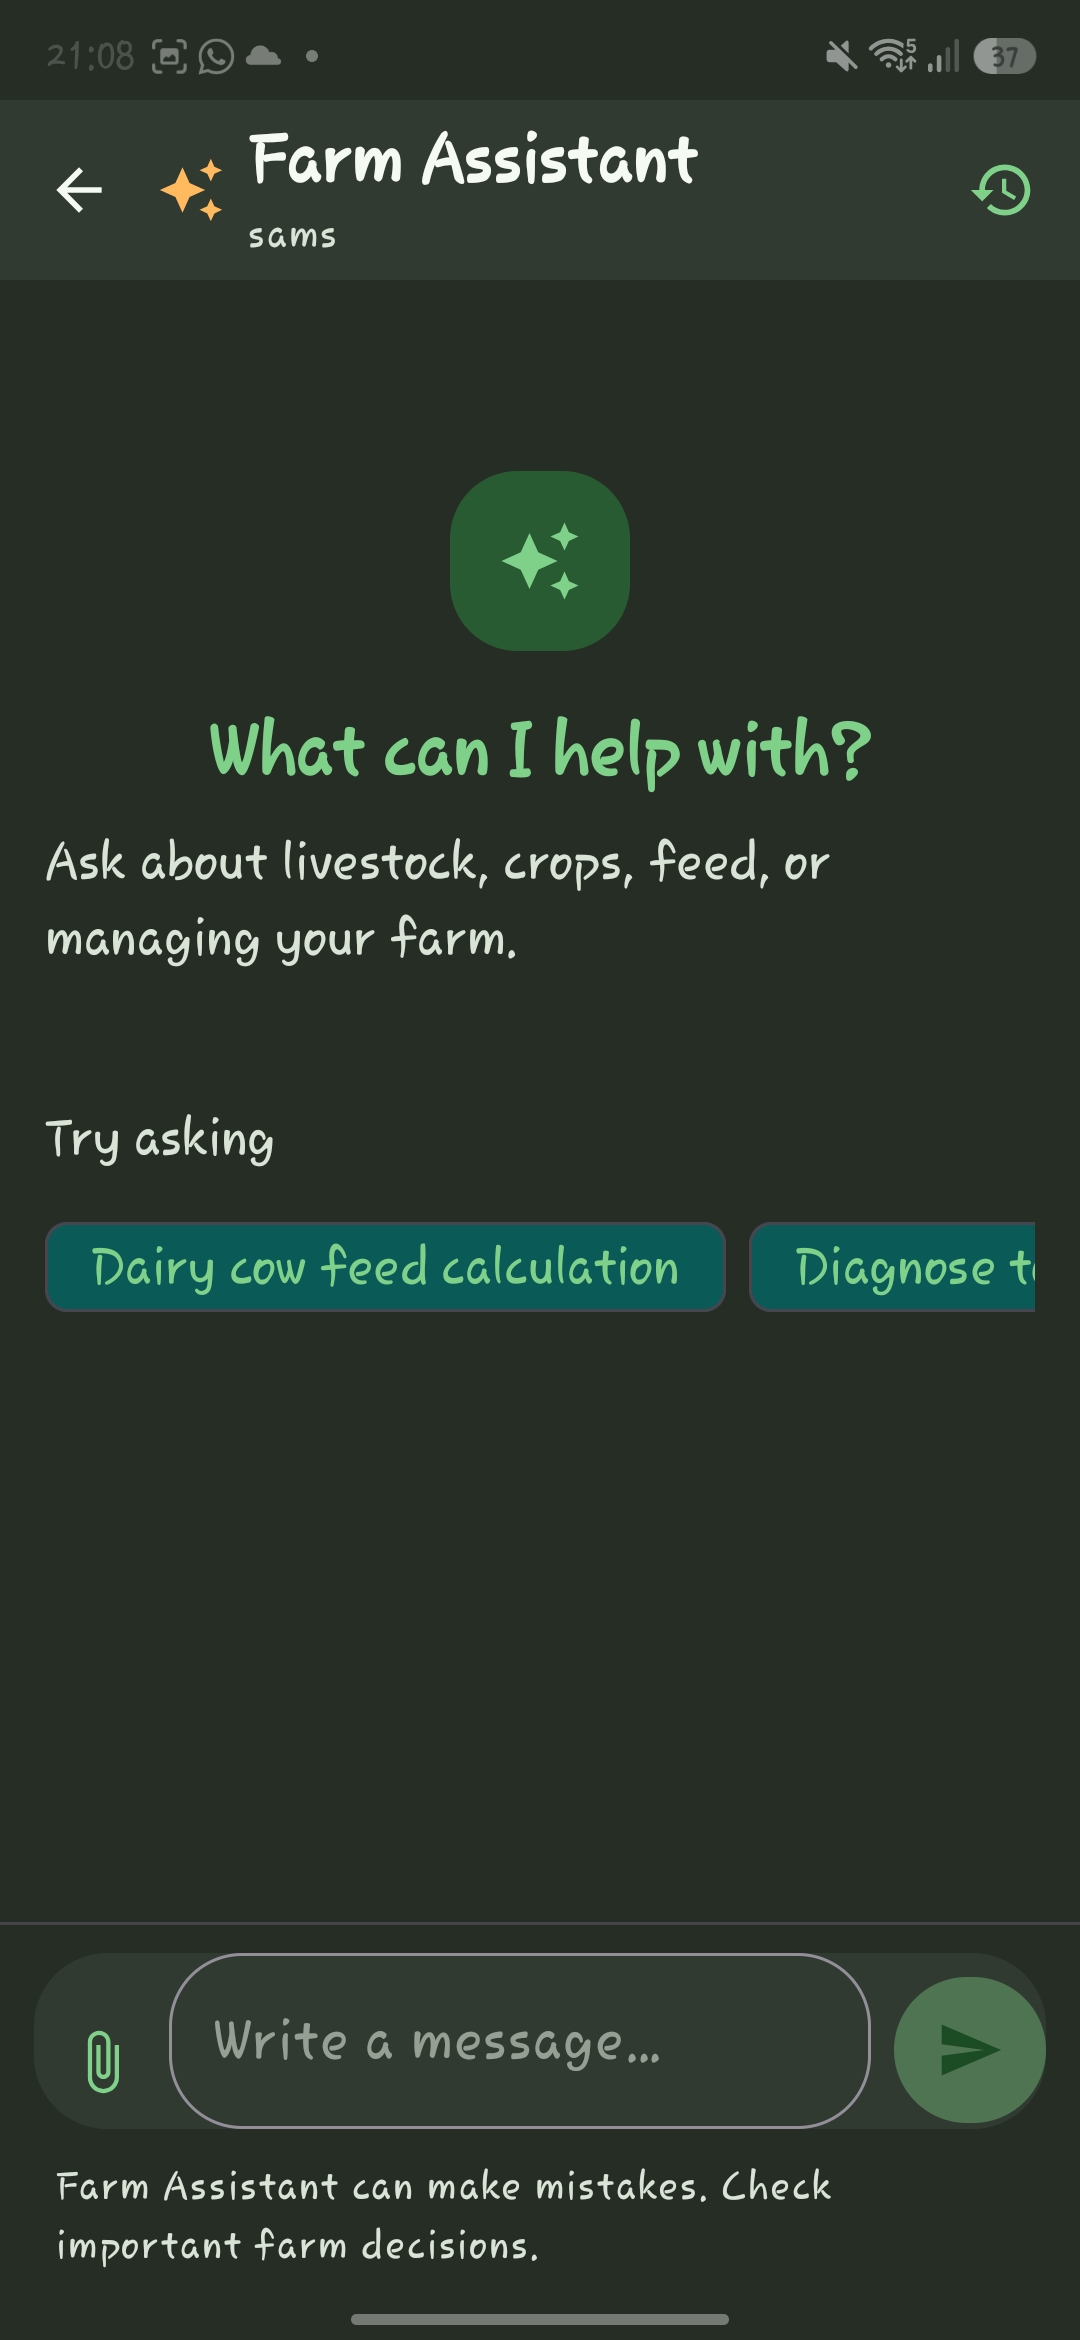 21:08
5
37
Farm Assistant
sams
What can I help with?
Ask about livestock, crops, feed, or
managing your farm.
Try asking
Dairy cow feed calculation
Diagnose
Write a message...
Farm Assistant can make mistakes. Check
important farm decisions.